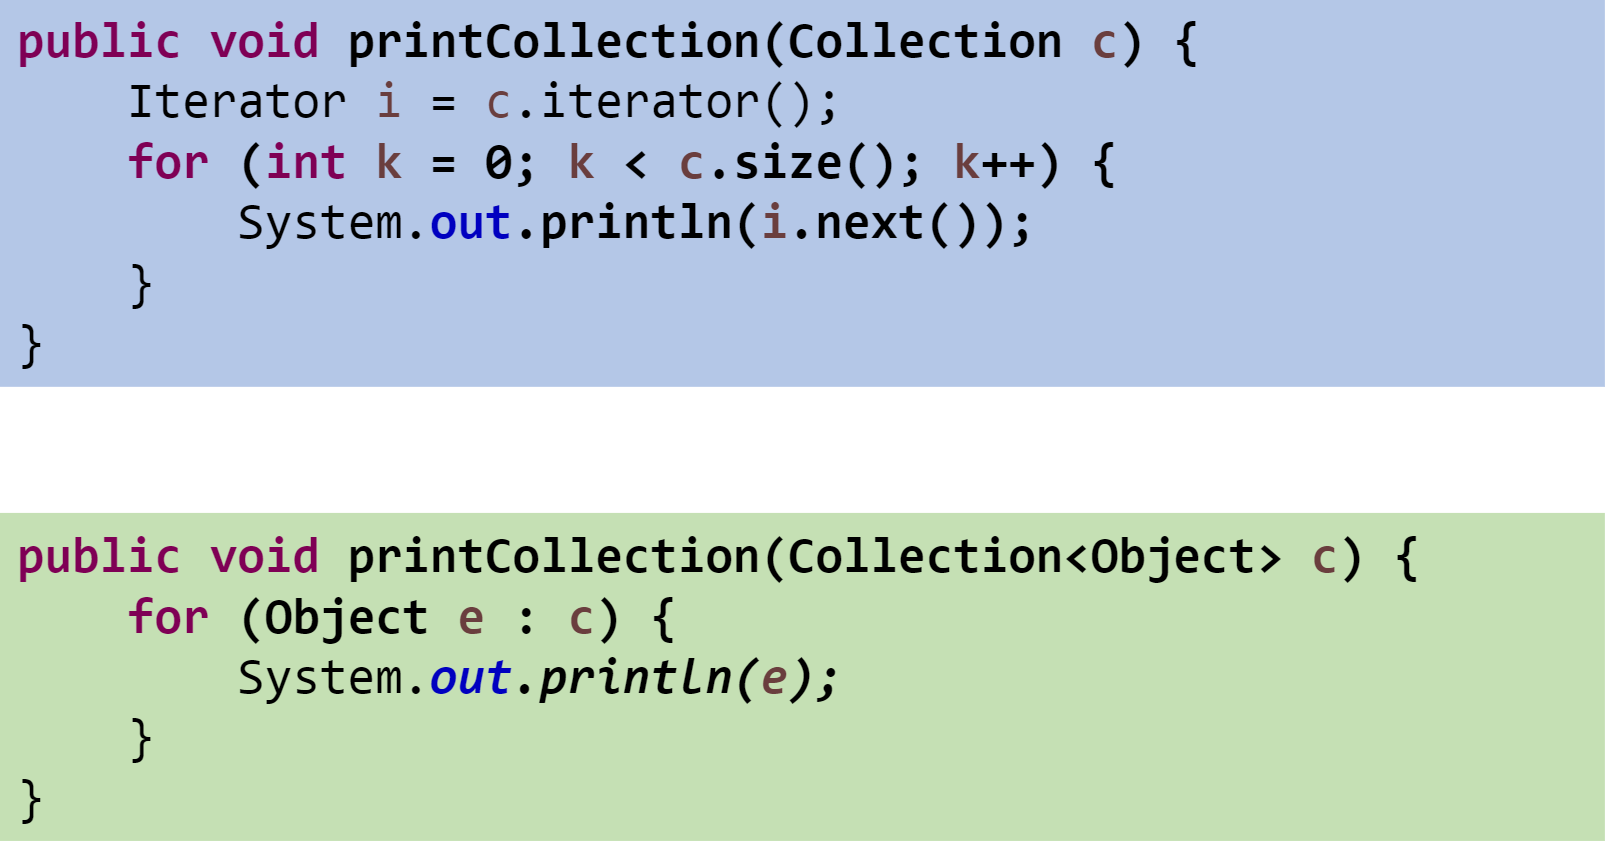 public void printCollection(Collection c) {
    Iterator i = c.iterator();
    for (int k = 0; k < c.size(); k++) {
        System.out.println(i.next());
    }
}
public void printCollection(Collection<Object> c) {
    for (Object e : c) {
        System.out.println(e);
    }
}